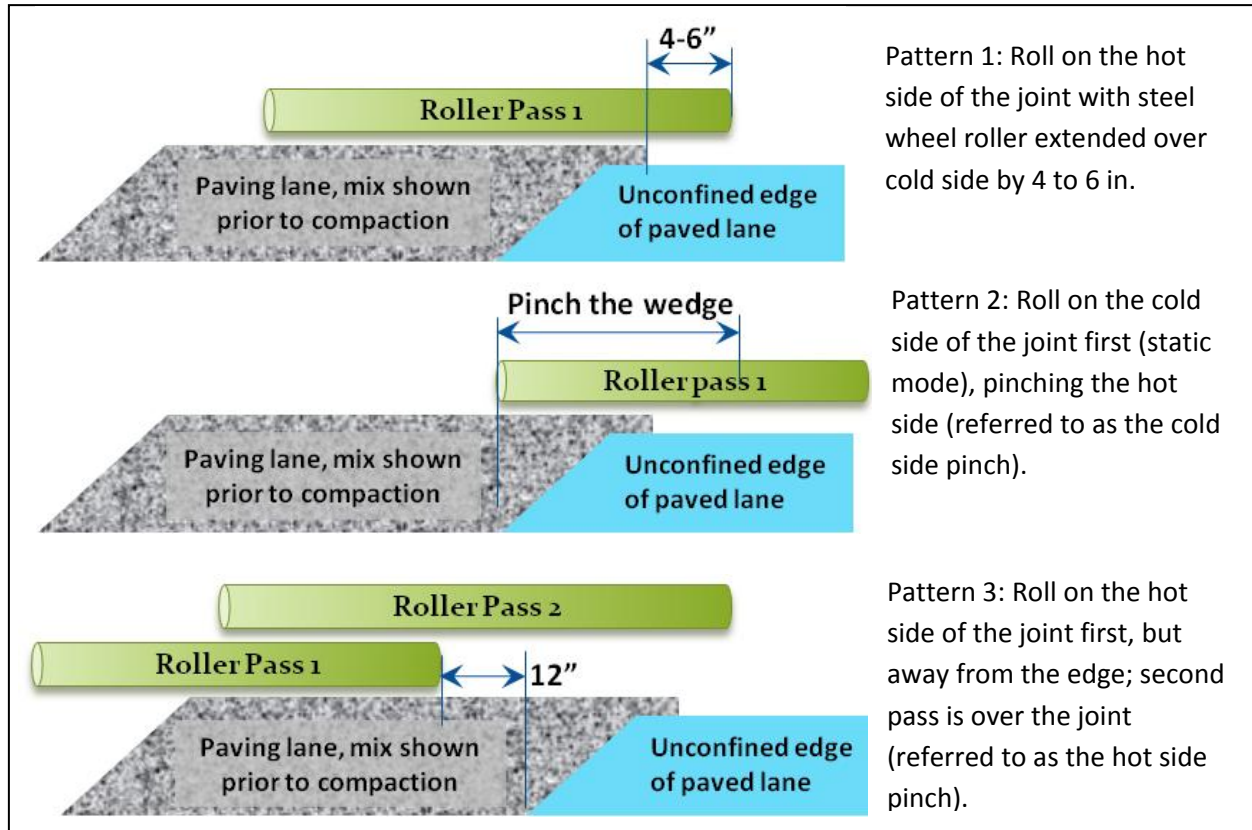 4-6”
Roller Pass 1
Paving lane, mix shown
prior to compaction
Unconfined edge
of paved lane
Pattern 1: Roll on the hot
side of the joint with steel
wheel roller extended over
cold side by 4 to 6 in.
Pinch the wedge
Rollerpass 1
Paving lane, mix shown
prior to compaction
Unconfined edge
of paved lane
Pattern 2: Roll on the cold
side of the joint first (static
mode), pinching the hot
side (referred to as the cold
side pinch).
Roller Pass 2
Roller Pass 1
12”
Paving lane, mix shown
prior to compaction
Unconfined edge
of paved lane
Pattern 3: Roll on the hot
side of the joint first, but
away from the edge; second
pass is over the joint
(referred to as the hot side
pinch).